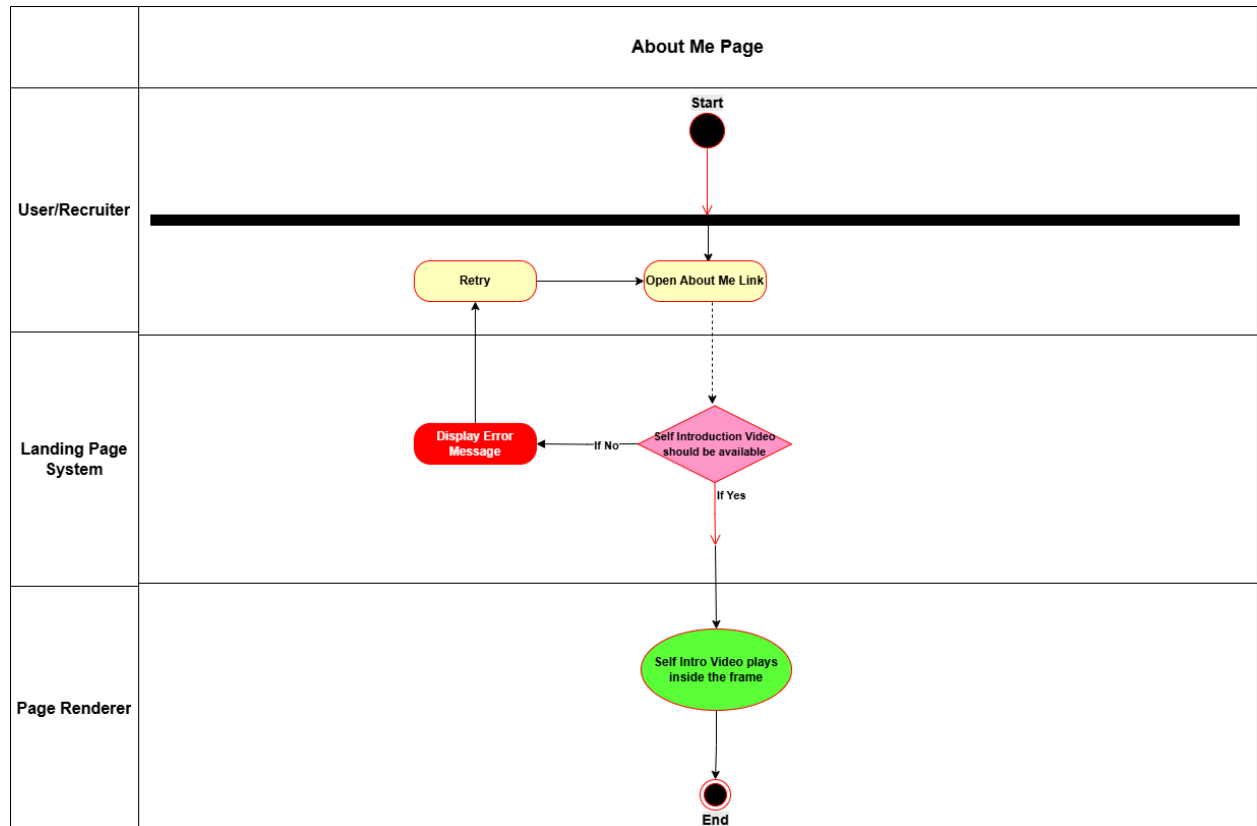 About Me Page
Start
User/Recruiter
Retry
Open About Me Link
Landing Page
System
Display Error
Message
If No
Self Introduction Video
should be available
If Yes
Page Renderer
Self Intro Video plays
inside the frame
End